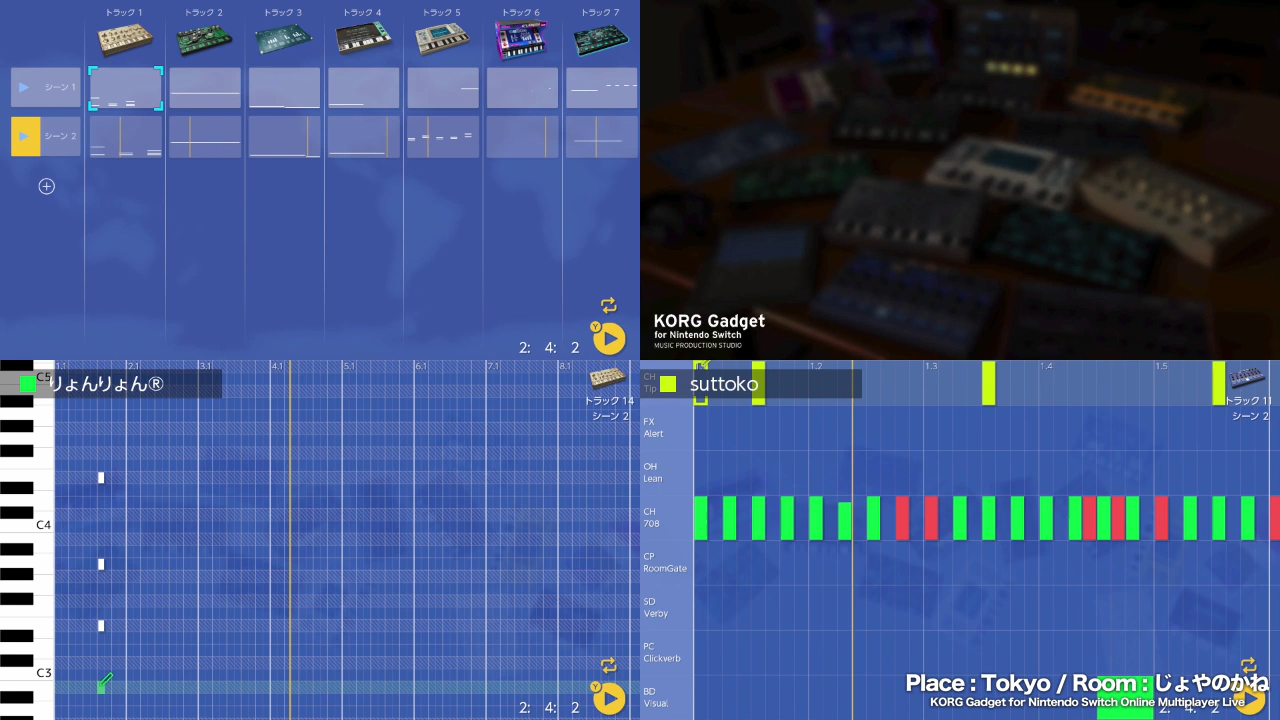 トラック 1
トラック 2
トラック 3
トラック 4
トラック 5
トラック 6
トラック 7
シーン 1
シーン 2
2: 4: 2
Y
KORG Gadget
for Nintendo Switch
MUSIC PRODUCTION STUDIO
1.1 2.1 3.1 4.1 5.1 6.1 7.1 8.1
C5
りょんりょん®
トラック 14
シーン 2
C4
C3
2: 4: 2
Y
1.2 1.3 1.4 1.5
CH
Tip
suttoko
トラック 11
シーン 2
FX
Alert
OH
Lean
CH
708
CP
RoomGate
SD
Verby
PC
Clickverb
BD
Visual
Place : Tokyo / Room : じょやのかね
KORG Gadget for Nintendo Switch Online Multiplayer Live